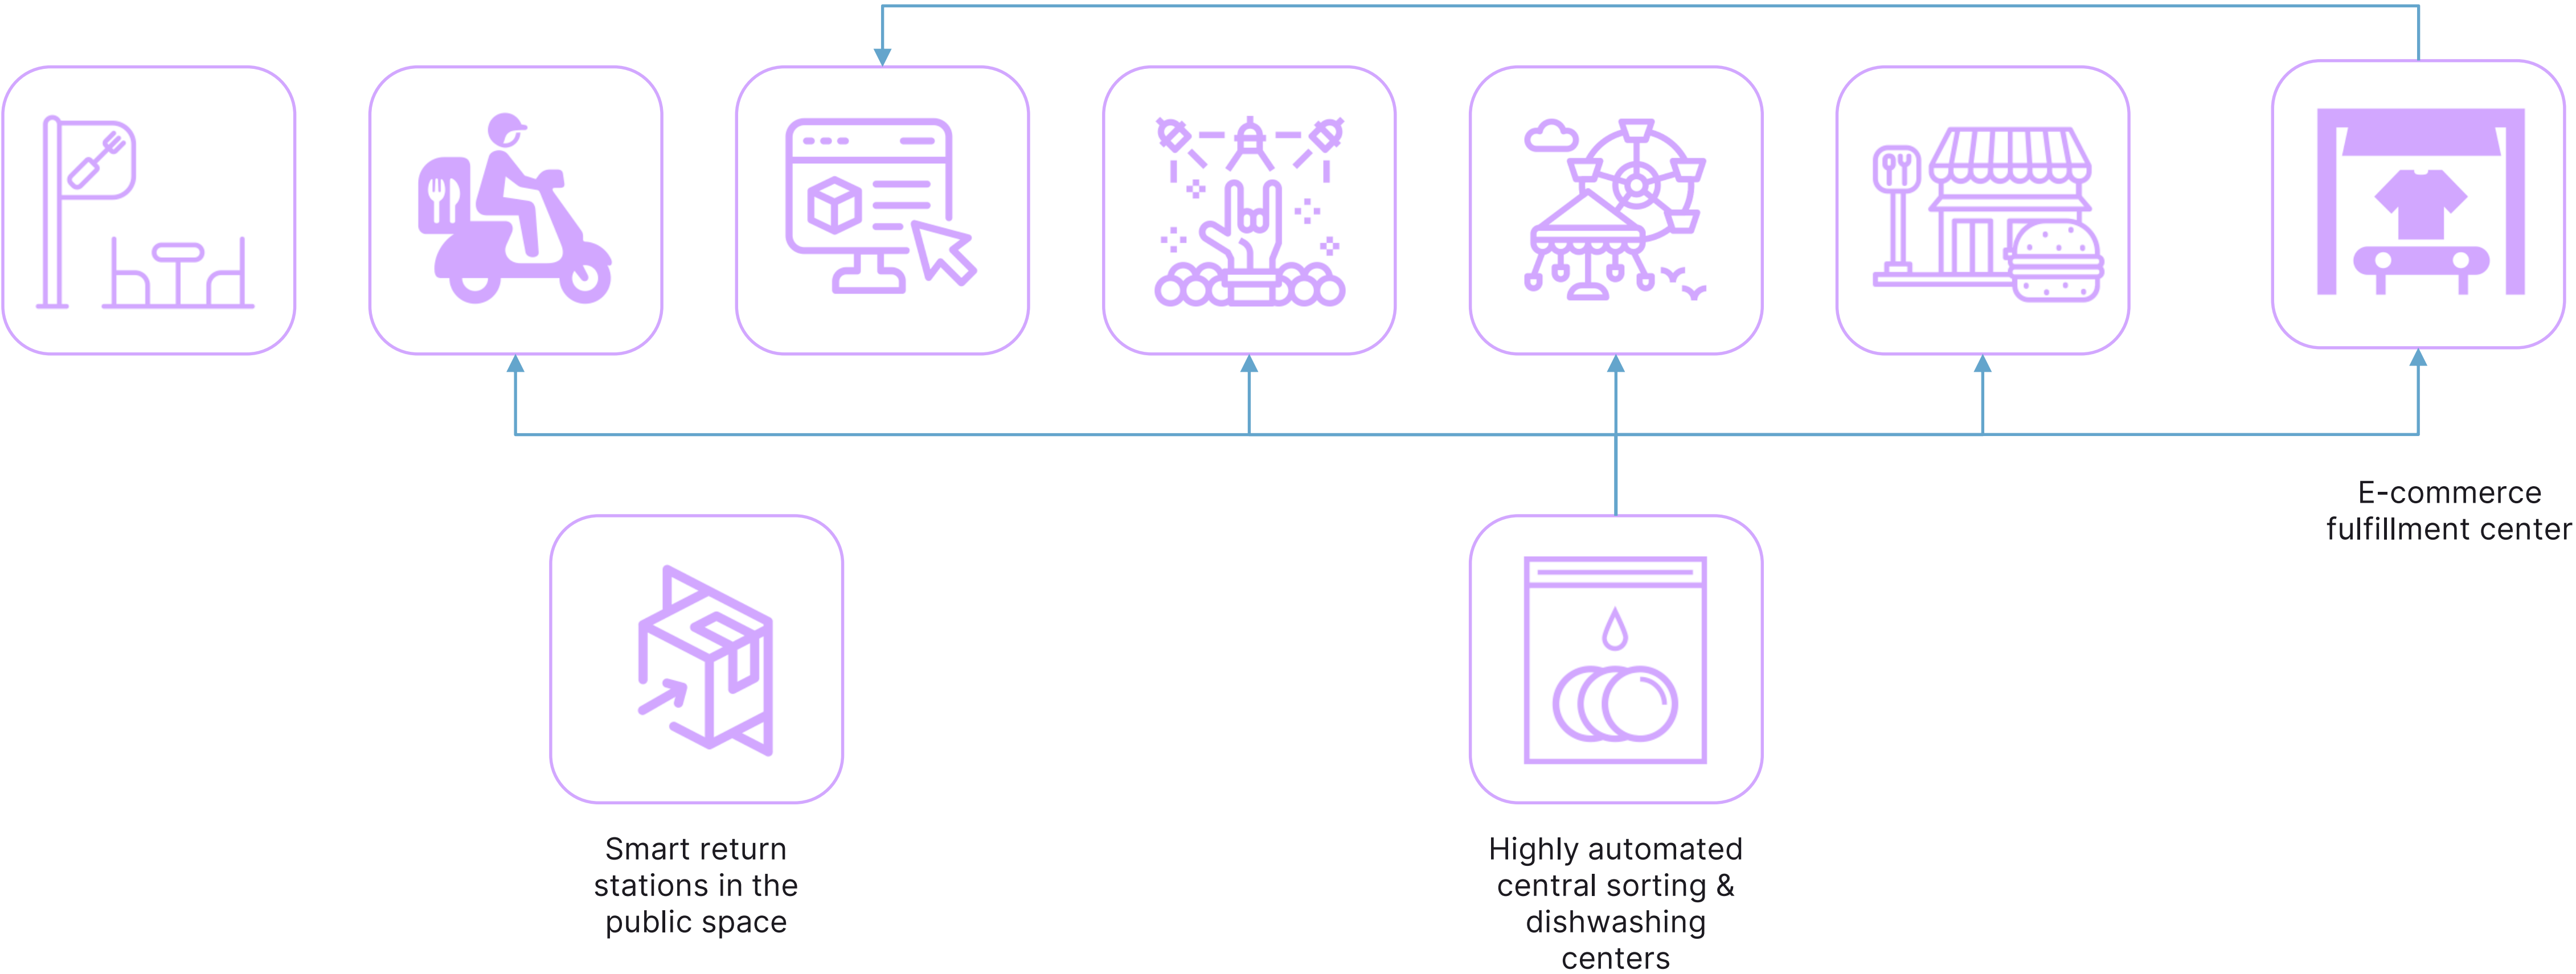 E-commerce
fulfillment center
Smart return
stations in the
public space
Highly automated
central sorting &
dishwashing
centers